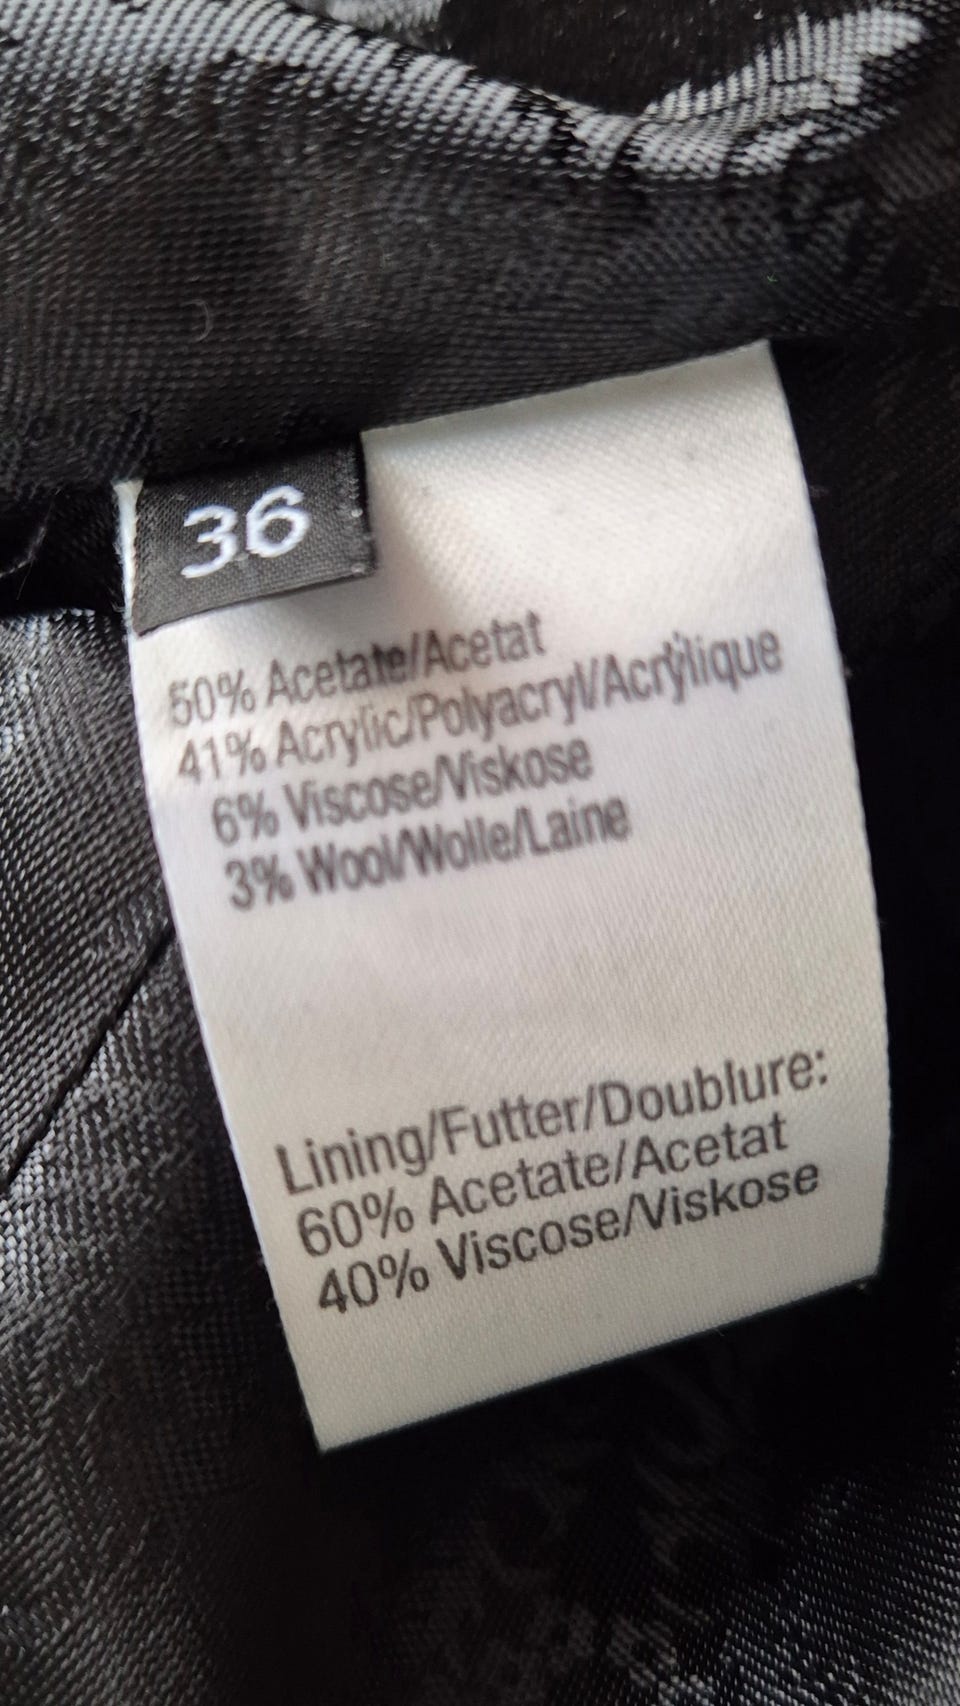 36
50% Acetate/Acetat
41% Acrylic/Polyacryl/Acrylique
6% Viscose/Viskose
3% Wool/Wolle/Laine
Lining/Futter/Doublure:
60% Acetate/Acetat
40% Viscose/Viskose